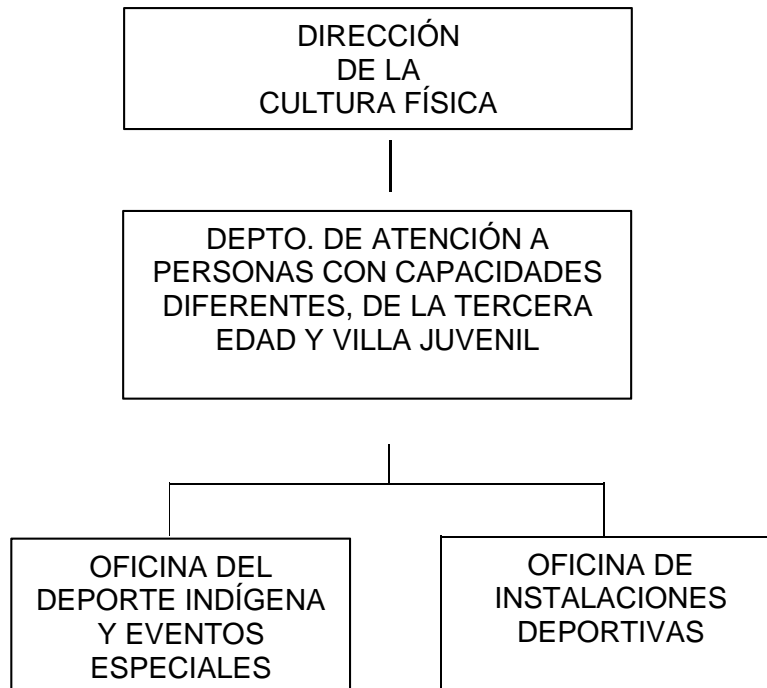 DIRECCIÓN
DE LA
CULTURA FÍSICA
DEPTO. DE ATENCIÓN A
PERSONAS CON CAPACIDADES
DIFERENTES, DE LA TERCERA
EDAD Y VILLA JUVENIL
OFICINA DEL
DEPORTE INDÍGENA
Y EVENTOS
ESPECIALES
OFICINA DE
INSTALACIONES
DEPORTIVAS